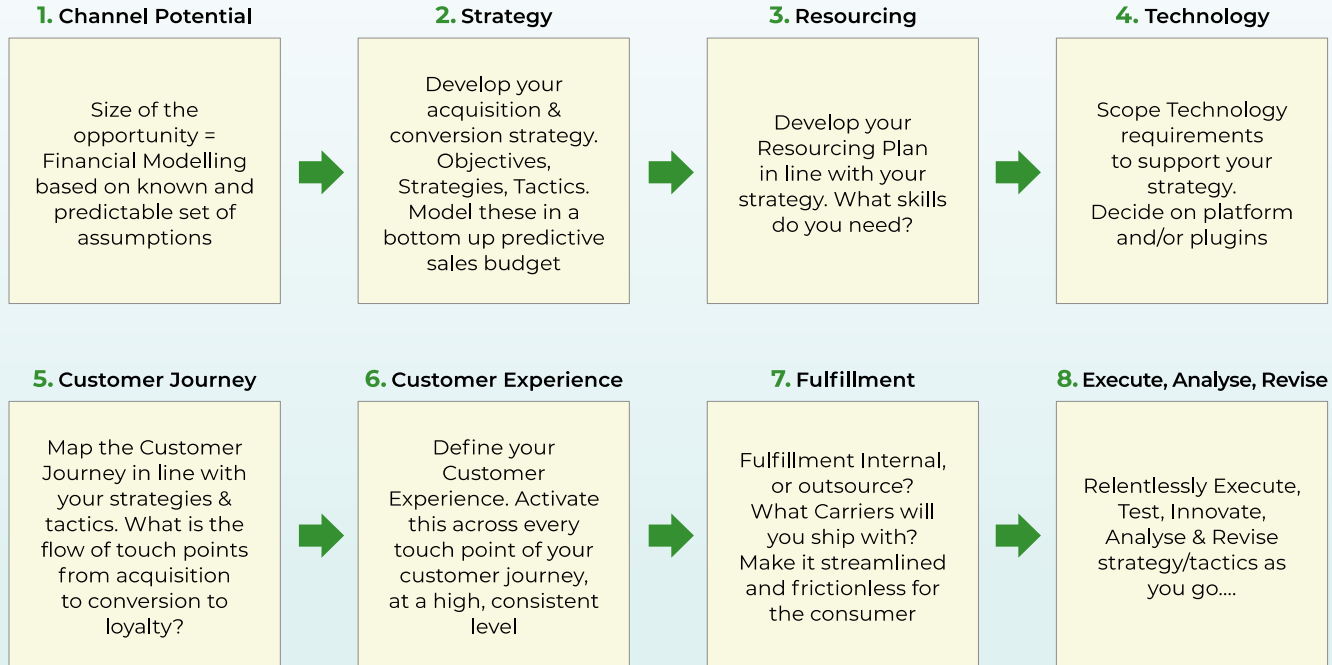 1. Channel Potential
Size of the
opportunity =
Financial Modelling
based on known and
predictable set of
assumptions
2. Strategy
Develop your
acquisition &
conversion strategy.
Objectives,
Strategies, Tactics.
Model these in a
bottom up predictive
sales budget
3. Resourcing
Develop your
Resourcing Plan
in line with your
strategy. What skills
do you need?
4. Technology
Scope Technology
requirements
to support your
strategy.
Decide on platform
and/or plugins
5. Customer Journey
Map the Customer
Journey in line with
your strategies &
tactics. What is the
flow of touch points
from acquisition
to conversion to
loyalty?
6. Customer Experience
Define your
Customer
Experience. Activate
this across every
touch point of your
customer journey,
at a high, consistent
level
7. Fulfillment
Fulfillment Internal,
or outsource?
What Carriers will
you ship with?
Make it streamlined
and frictionless for
the consumer
8. Execute, Analyse, Revise
Relentlessly Execute,
Test, Innovate,
Analyse & Revise
strategy/tactics as
you go....